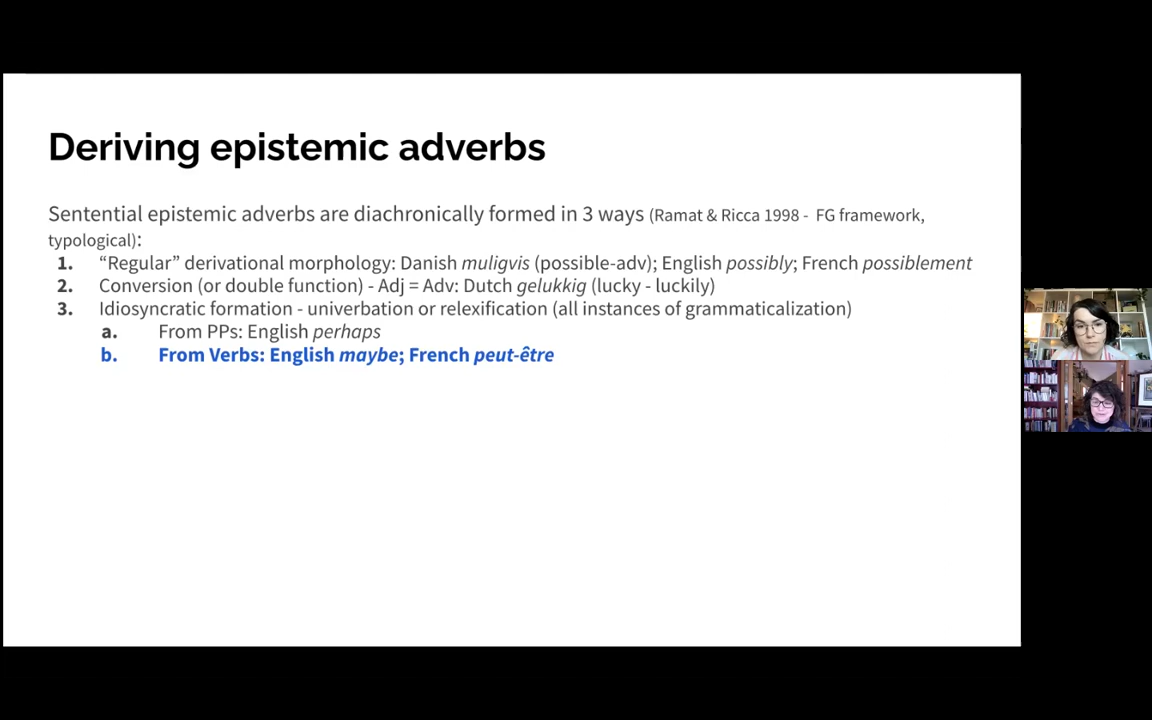 Deriving epistemic adverbs
Sentential epistemic adverbs are diachronically formed in 3 ways (Ramat & Ricca 1998 - FG framework,
typological):
1. “Regular” derivational morphology: Danish muligvis (possible-adv); English possibly; French possiblement
2. Conversion (or double function) - Adj = Adv: Dutch gelukkig (lucky - luckily)
3. Idiosyncratic formation - univerbation or relexification (all instances of grammaticalization)
a. From PPs: English perhaps
b. From Verbs: English maybe; French peut-être